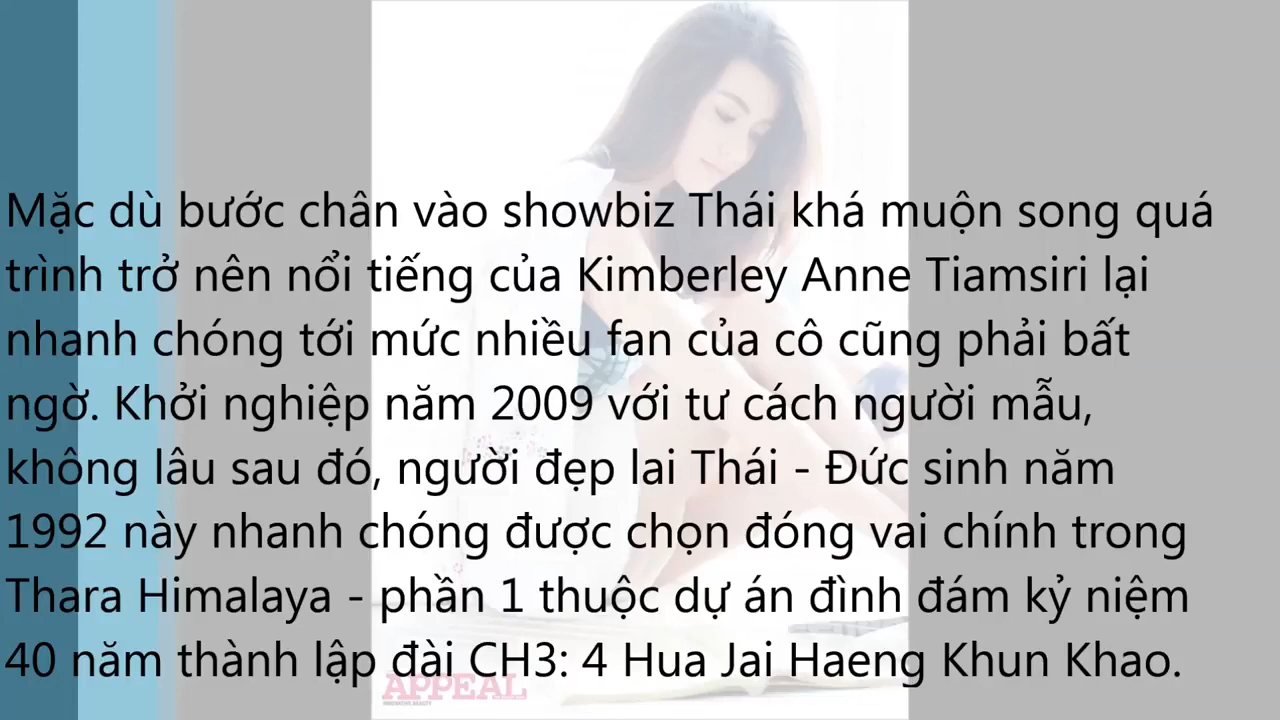 Mặc dù bước chân vào showbiz Thái khá muộn song quá
trình trở nên nổi tiếng của Kimberley Anne Tiamsiri lại
nhanh chóng tới mức nhiều fan của cô cũng phải bất
ngờ. Khởi nghiệp năm 2009 với tư cách người mẫu,
không lâu sau đó, người đẹp lai Thái - Đức sinh năm
1992 này nhanh chóng được chọn đóng vai chính trong
Thara Himalaya - phần 1 thuộc dự án đình đám kỷ niệm
40 năm thành lập đài CH3: 4 Hua Jai Haeng Khun Khao.
APPEAL